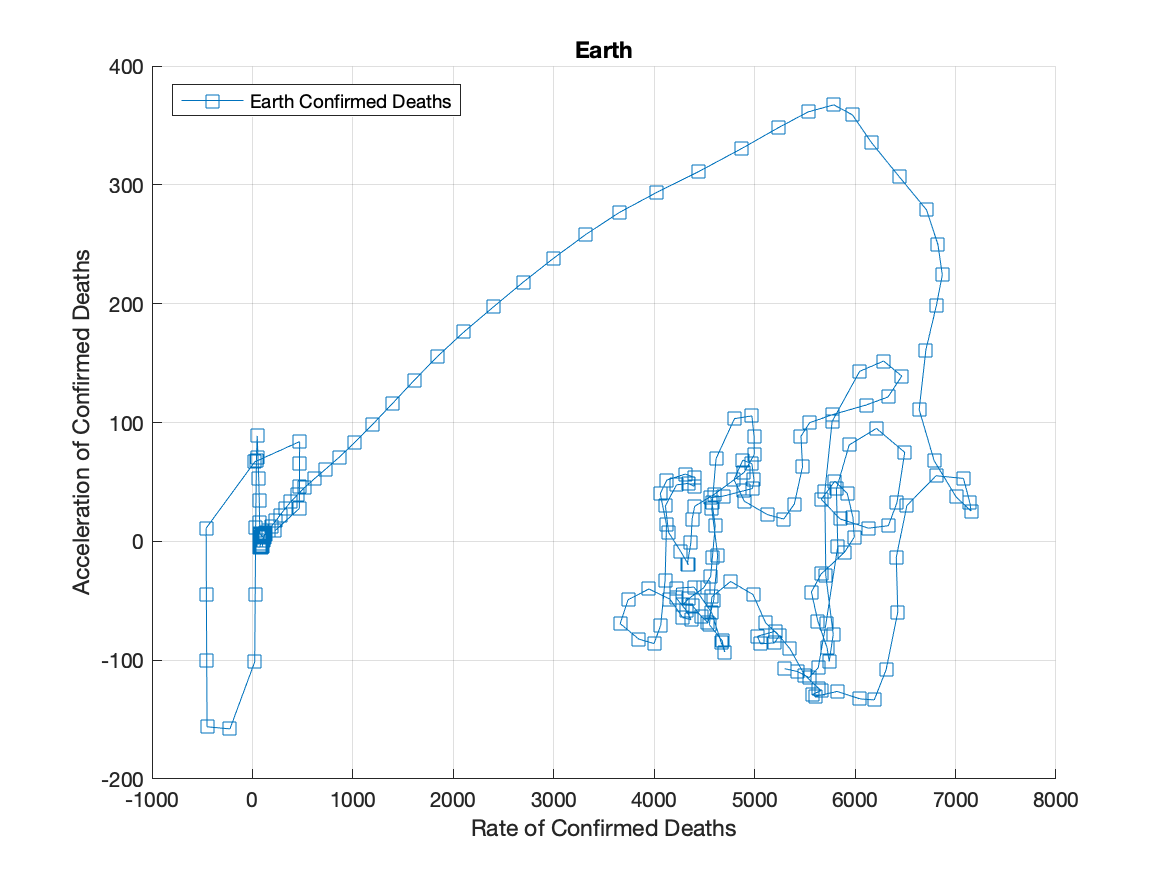 Earth
400
Earth Confirmed Deaths
300
200
100
0
-100
-200
Acceleration of Confirmed Deaths
-1000 0 1000 2000 3000 4000 5000 6000 7000 8000
Rate of Confirmed Deaths